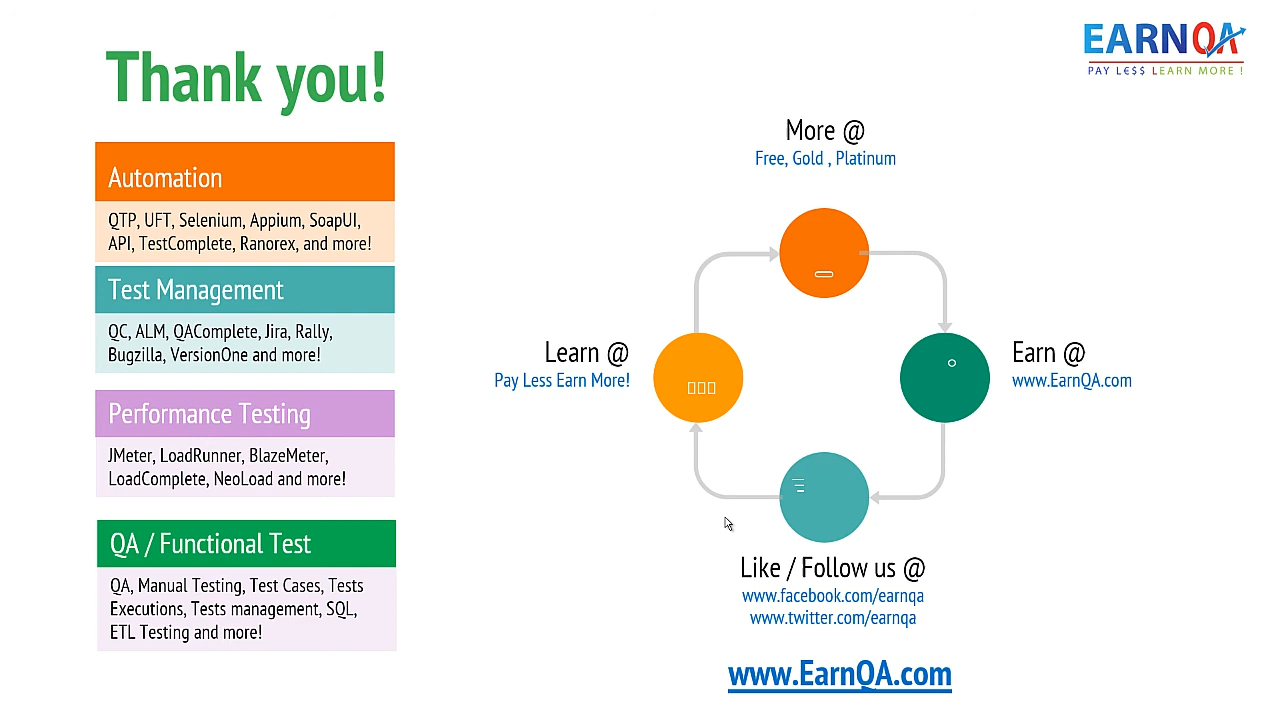 Thank you!
EARNQA
PAY LE$$ LEARN MORE !
Automation
QTP, UFT, Selenium, Appium, SoapUI,
API, TestComplete, Ranorex, and more!
Test Management
QC, ALM, QAComplete, Jira, Rally,
Bugzilla, VersionOne and more!
Performance Testing
JMeter, LoadRunner, BlazeMeter,
LoadComplete, NeoLoad and more!
QA / Functional Test
QA, Manual Testing, Test Cases, Tests
Executions, Tests management, SQL,
ETL Testing and more!
More @
Free, Gold , Platinum
Learn @
Pay Less Earn More!
Earn @
www.EarnQA.com
Like / Follow us @
www.facebook.com/earnqa
www.twitter.com/earnqa
www.EarnQA.com